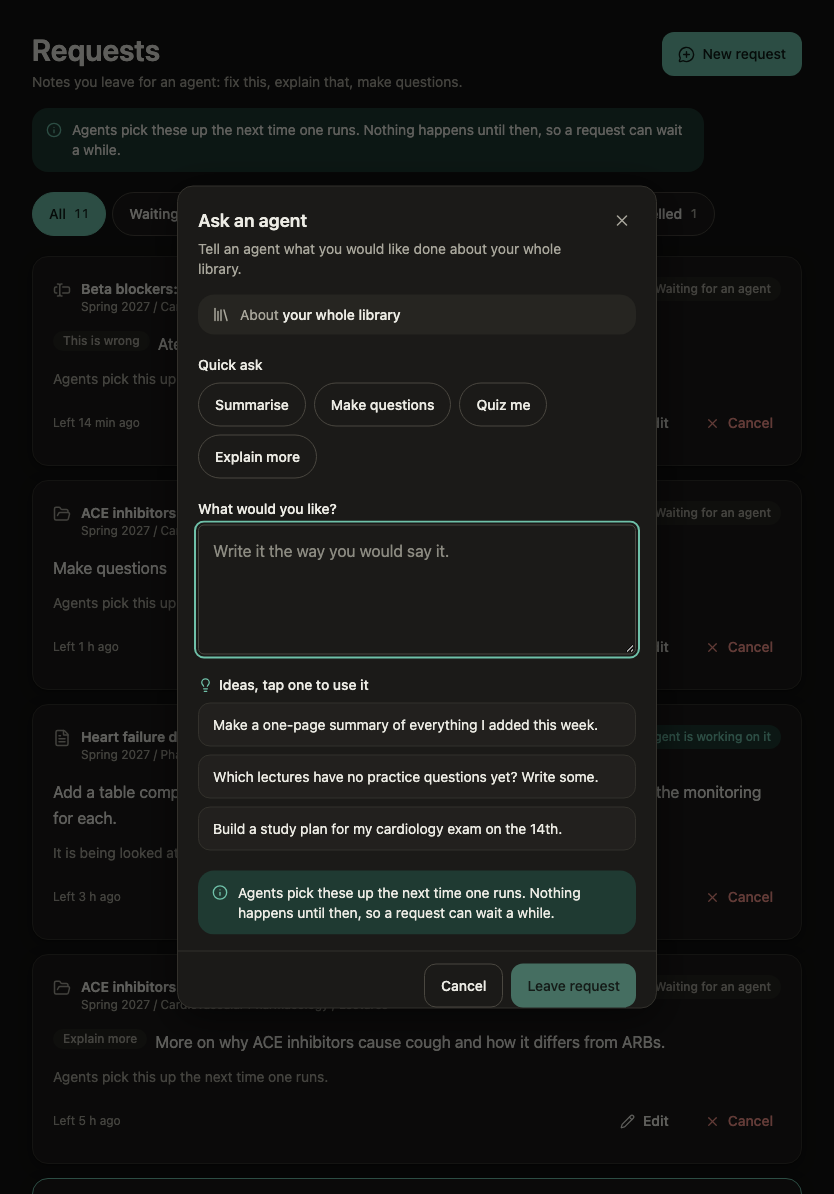 Requests
New request
Notes you leave for an agent: fix this, explain that, make questions.
Agents pick these up the next time one runs. Nothing happens until then, so a request can wait
a while.
All 11
Waiting
lled 1
Ask an agent
Tell an agent what you would like done about your whole
library.
About your whole library
Quick ask
Summarise
Make questions
Quiz me
Explain more
What would you like?
Write it the way you would say it.
Ideas, tap one to use it
Make a one-page summary of everything I added this week.
Which lectures have no practice questions yet? Write some.
Build a study plan for my cardiology exam on the 14th.
Agents pick these up the next time one runs. Nothing
happens until then, so a request can wait a while.
Cancel
Leave request
Beta blockers:
Waiting for an agent
Spring 2027 / Ca
This is wrong
Ate
Agents pick this up
Left 14 min ago
dit
Cancel
ACE inhibitors
Waiting for an agent
Spring 2027 / Ca
Make questions
Agents pick this up
Left 1 h ago
dit
Cancel
Heart failure d
gent is working on it
Spring 2027 / Ph
Add a table comp
the monitoring
for each.
It is being looked at
Left 3 h ago
Cancel
ACE inhibitors
Waiting for an agent
Spring 2027 /
Explain more
More on why ACE inhibitors cause cough and how it differs from ARBs.
Agents pick this up the next time one runs.
Left 5 h ago
Edit
Cancel